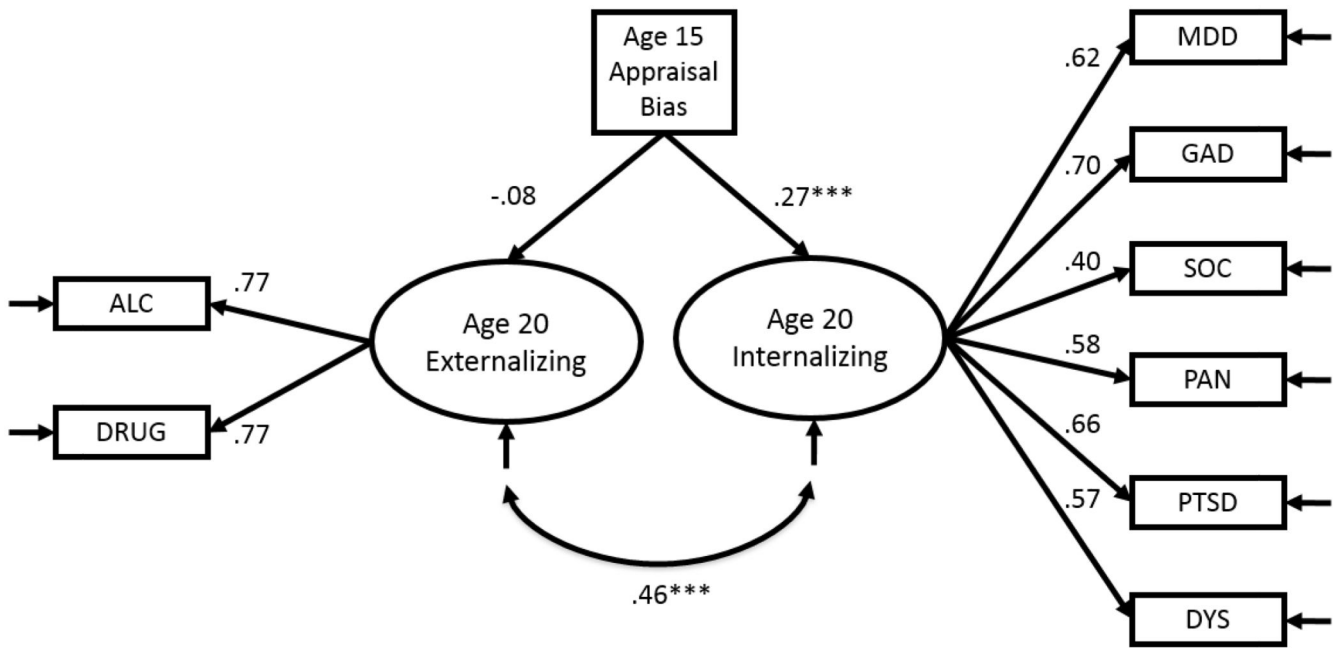 Age 15
Appraisal
Bias
-.08
.27***
Age 20
Externalizing
Age 20
Internalizing
.46***
.77
ALC
DRUG
.77
.62
MDD
.70
GAD
.40
SOC
.58
PAN
.66
PTSD
.57
DYS